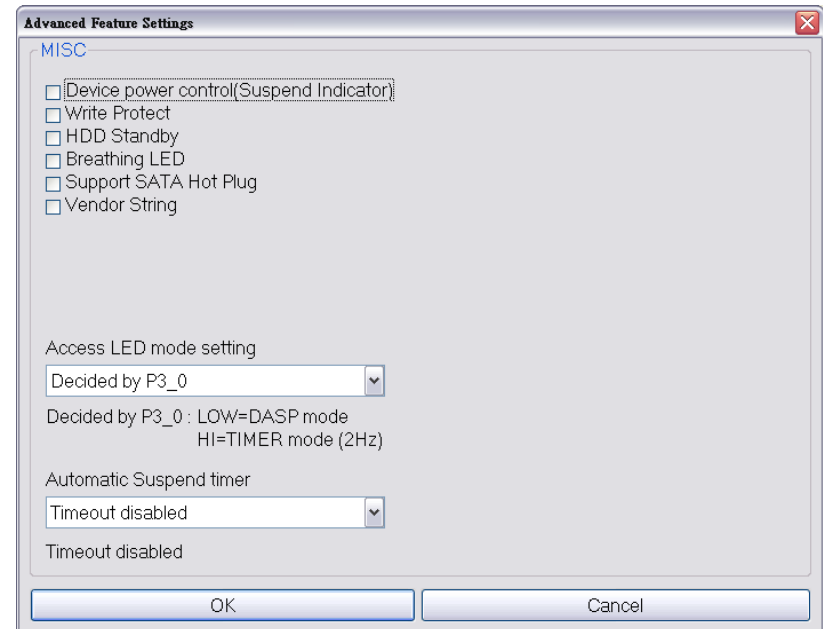 Advanced Feature Settings
MISC
Device power control(Suspend Indicator)
Write Protect
HDD Standby
Breathing LED
Support SATA Hot Plug
Vendor String
Access LED mode setting
Decided by P3_0
Decided by P3_0 : LOW=DASP mode
HI=TIMER mode (2Hz)
Automatic Suspend timer
Timeout disabled
Timeout disabled
OK Cancel